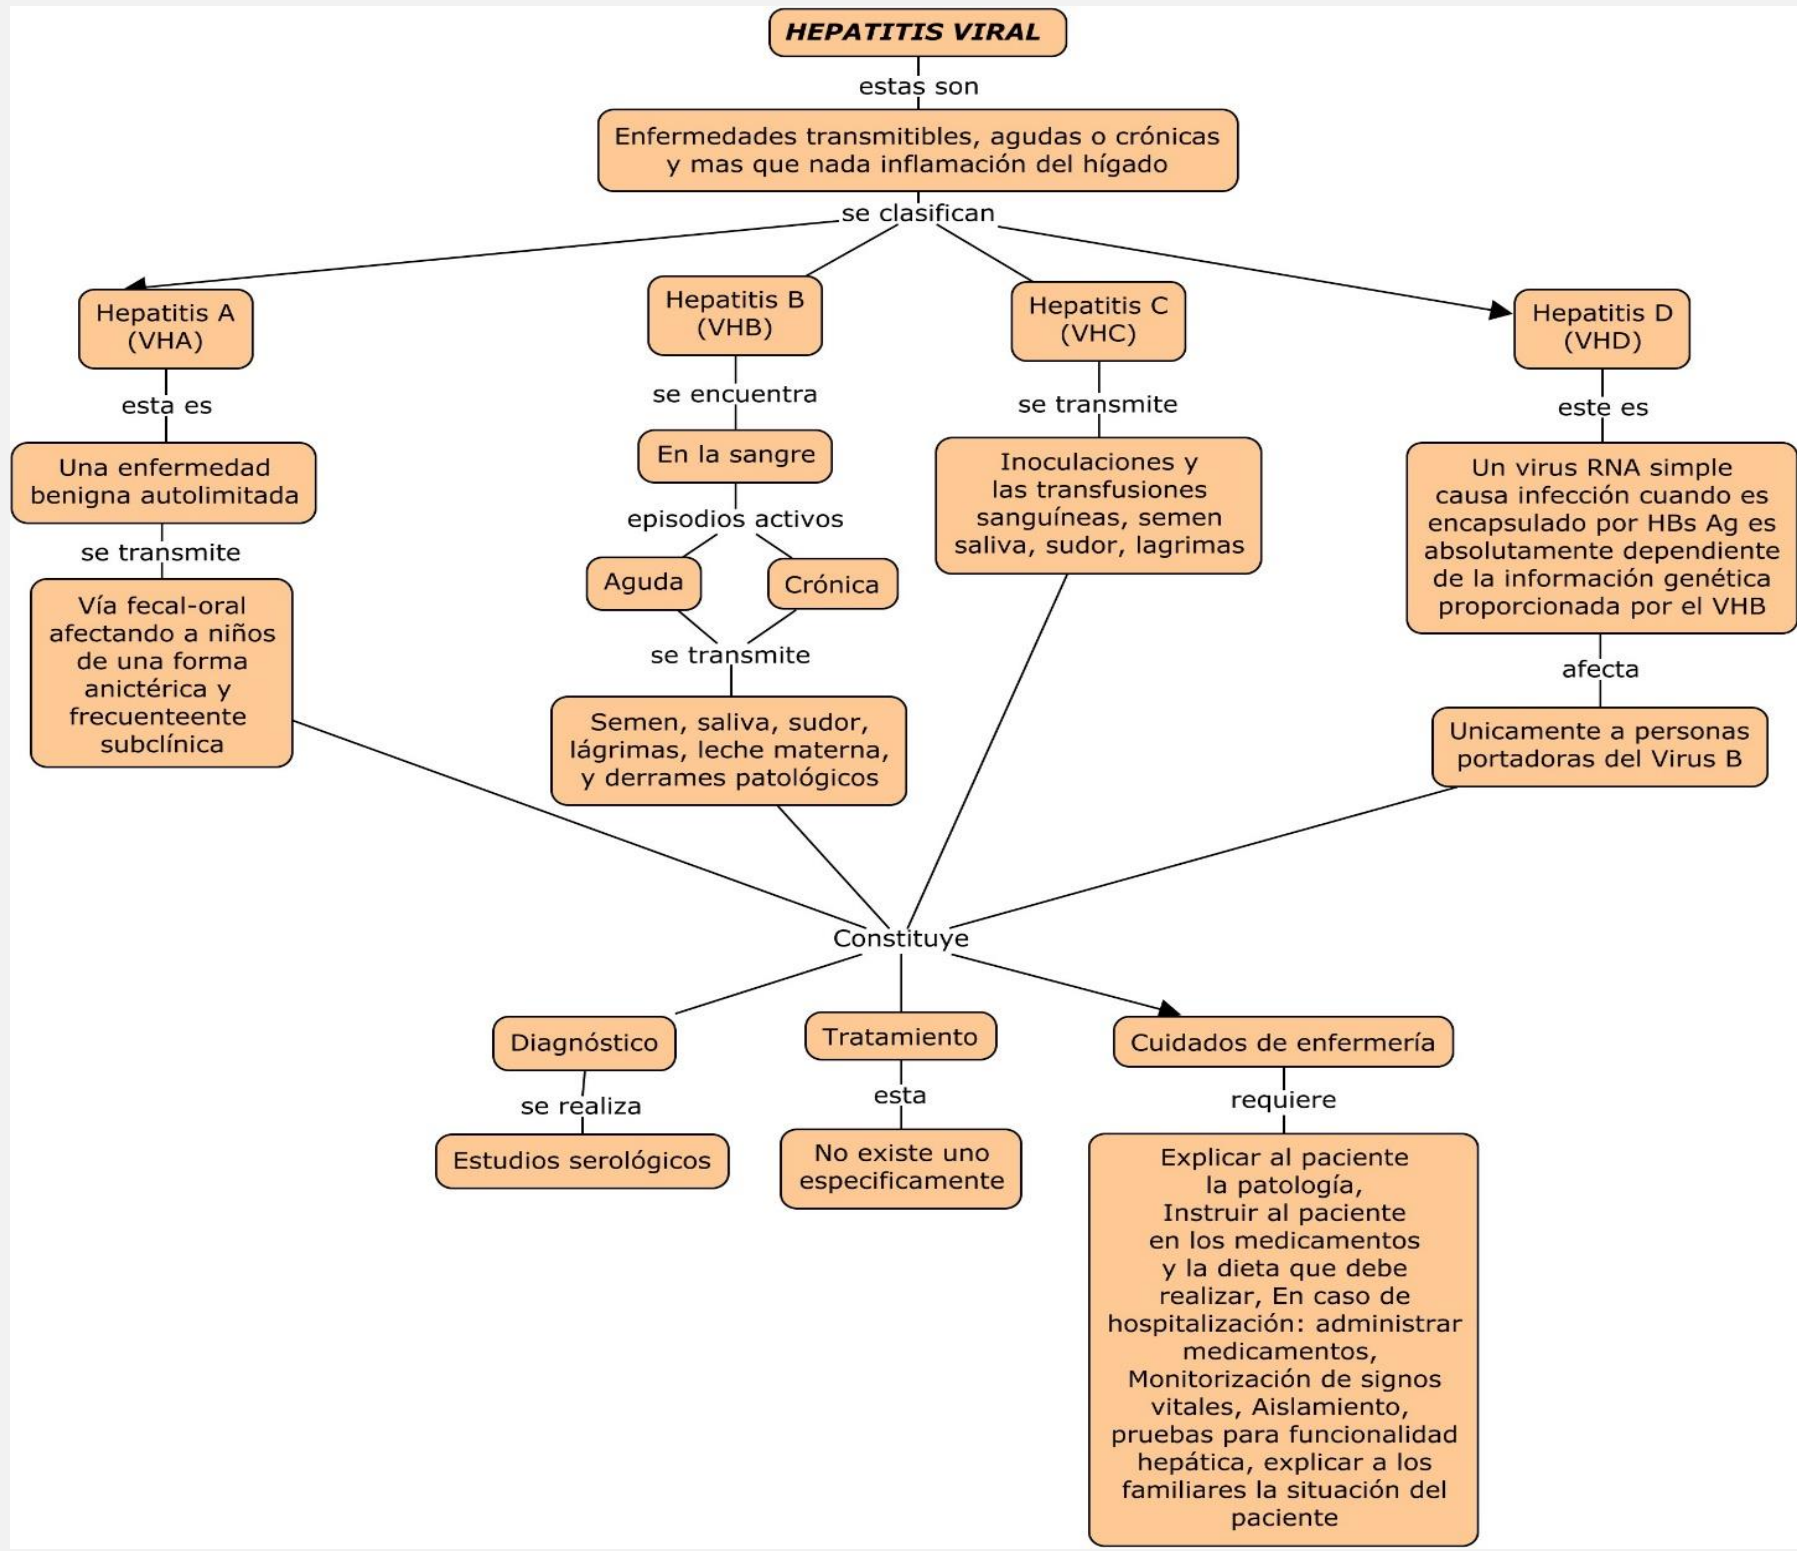 HEPATITIS VIRAL
estas son
Enfermedades transmitibles, agudas o crónicas
y mas que nada inflamación del hígado
se clasifican
Hepatitis A
(VHA)
esta es
Una enfermedad
benigna autolimitada
se transmite
Vía fecal-oral
afectando a niños
de una forma
anictérica y
frecuenteente
subclínica
Hepatitis B
(VHB)
se encuentra
En la sangre
episodios activos
Aguda
Crónica
se transmite
Semen, saliva, sudor,
lágrimas, leche materna,
y derrames patológicos
Hepatitis C
(VHC)
se transmite
Inoculaciones y
las transfusiones
sanguíneas, semen
saliva, sudor, lagrimas
Hepatitis D
(VHD)
este es
Un virus RNA simple
causa infección cuando es
encapsulado por HBs Ag es
absolutamente dependiente
de la información genética
proporcionada por el VHB
afecta
Unicamente a personas
portadoras del Virus B
Constituye
Diagnóstico
se realiza
Estudios serológicos
Tratamiento
esta
No existe uno
especificamente
Cuidados de enfermería
requiere
Explicar al paciente
la patología,
Instruir al paciente
en los medicamentos
y la dieta que debe
realizar, En caso de
hospitalización: administrar
medicamentos,
Monitorización de signos
vitales, Aislamiento,
pruebas para funcionalidad
hepática, explicar a los
familiares la situación del
paciente